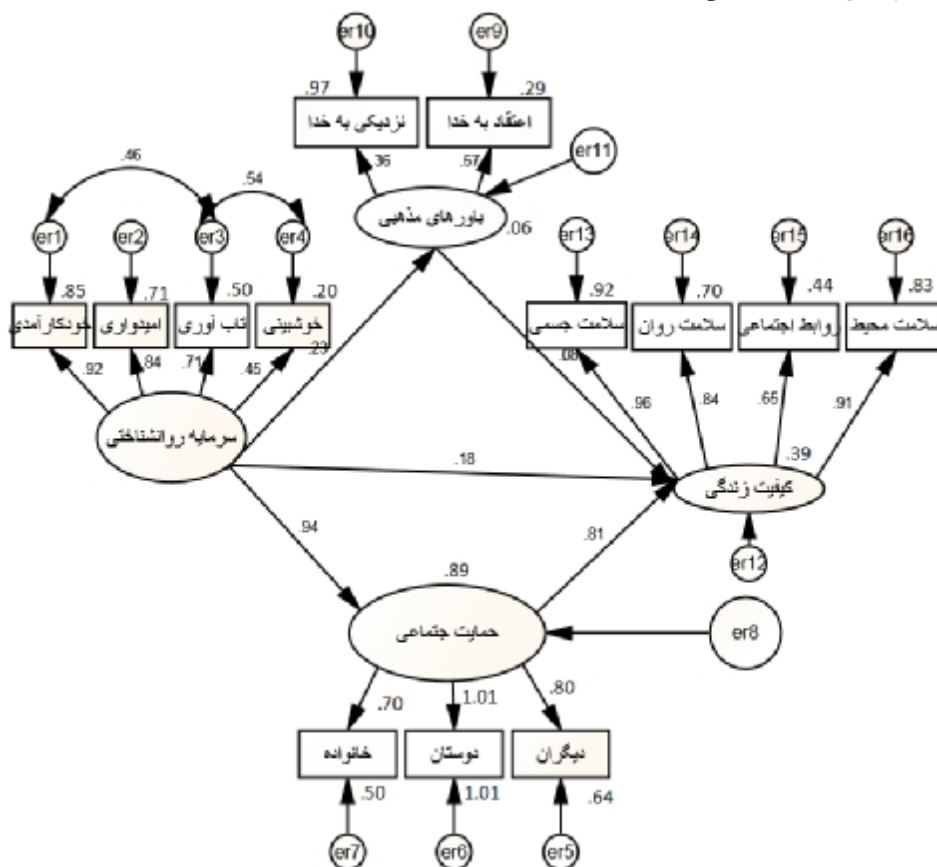 er10
er9
.97
.29
نزدیکی به خدا
اعتقاد به خدا
.36
.57
er11
باورهای مذهبی
.06
.46
.54
er1
er2
er3
er4
.85
.71
.50
.20
خودکارآمدی
امیدواری
تاب آوری
خوشبینی
.92
.84
.71
.45
.23
سرمایه روانشناختی
er13
er14
er15
er16
.92
.70
.44
.83
سلامت جسمی
سلامت روان
روابط اجتماعی
سلامت محیط
.08
.96
.84
.65
.91
.39
کیفیت زندگی
er12
.18
.94
.81
.89
حمایت جتماعی
er8
.70
1.01
.80
خانواده
دوستان
دیگران
.50
1.01
.64
er7
er6
er5